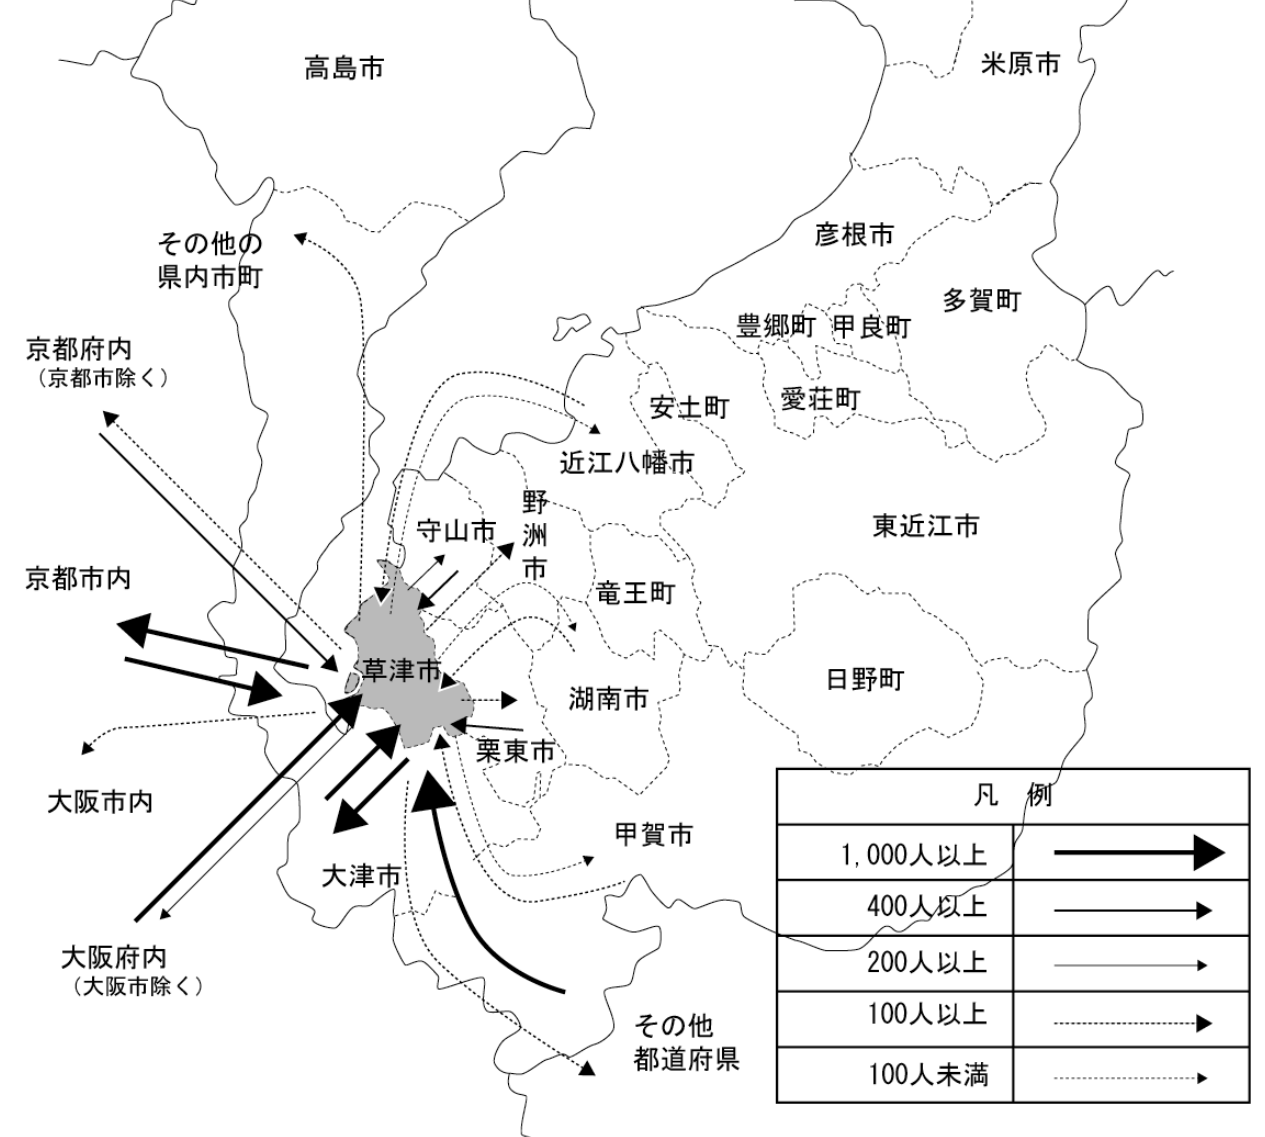 高島市
米原市
その他の
県内市町
彦根市
多賀町
豊郷町
甲良町
京都府内
（京都市除く）
安土町
愛荘町
近江八幡市
野
洲
市
守山市
東近江市
京都市内
竜王町
草津市
湖南市
日野町
栗東市
大阪市内
甲賀市
大津市
大阪府内
（大阪市除く）
その他
都道府県
凡 例
1,000人以上
400人以上
200人以上
100人以上
100人未満